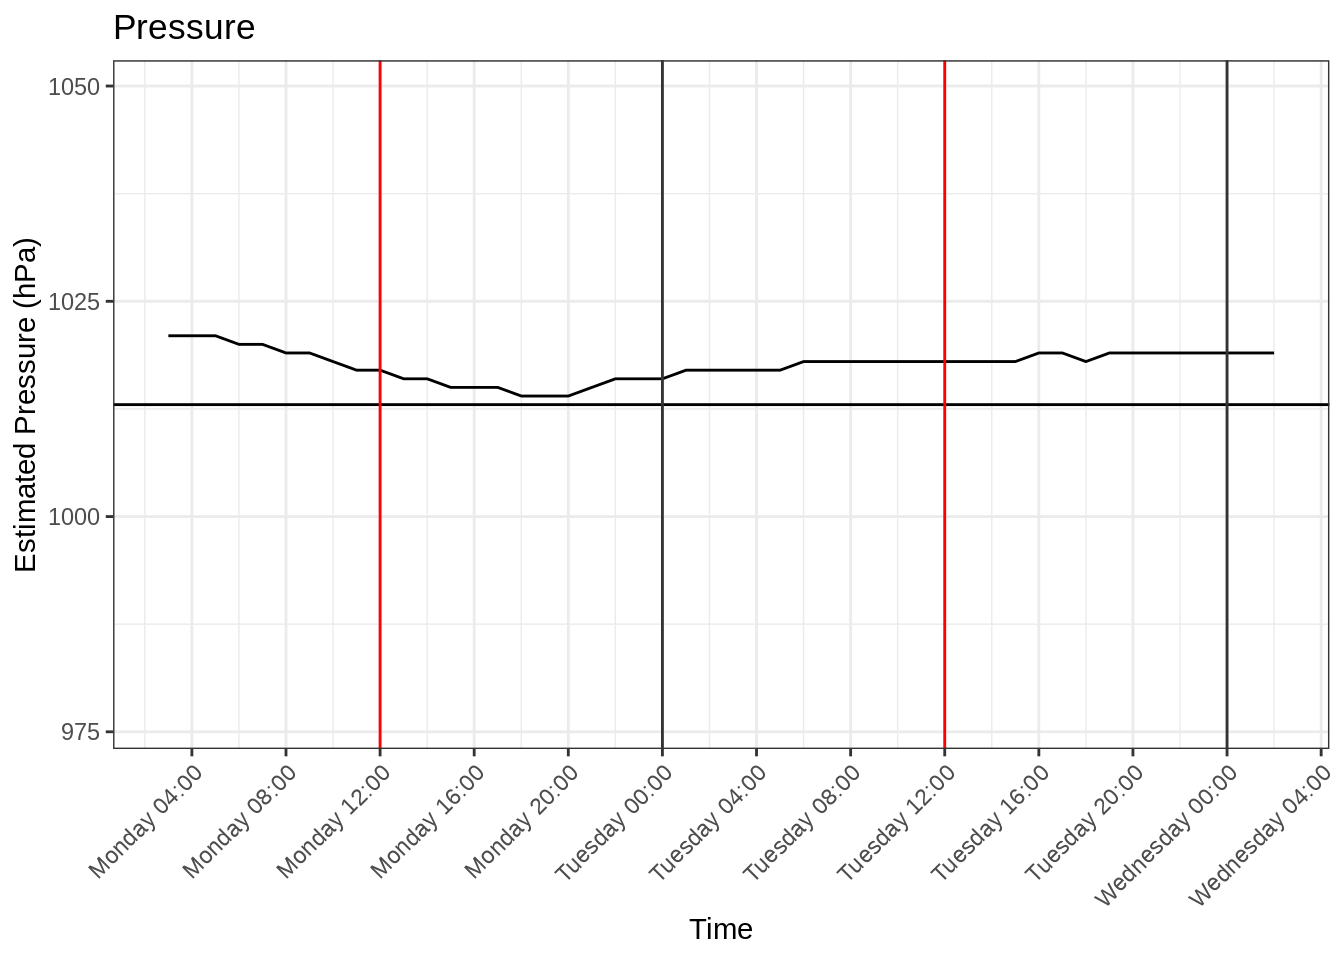 Pressure
1050
1025
1000
975
Estimated Pressure (hPa)
Monday 04:00
Monday 08:00
Monday 12:00
Monday 16:00
Monday 20:00
Tuesday 00:00
Tuesday 04:00
Tuesday 08:00
Tuesday 12:00
Tuesday 16:00
Tuesday 20:00
Wednesday 00:00
Wednesday 04:00
Time